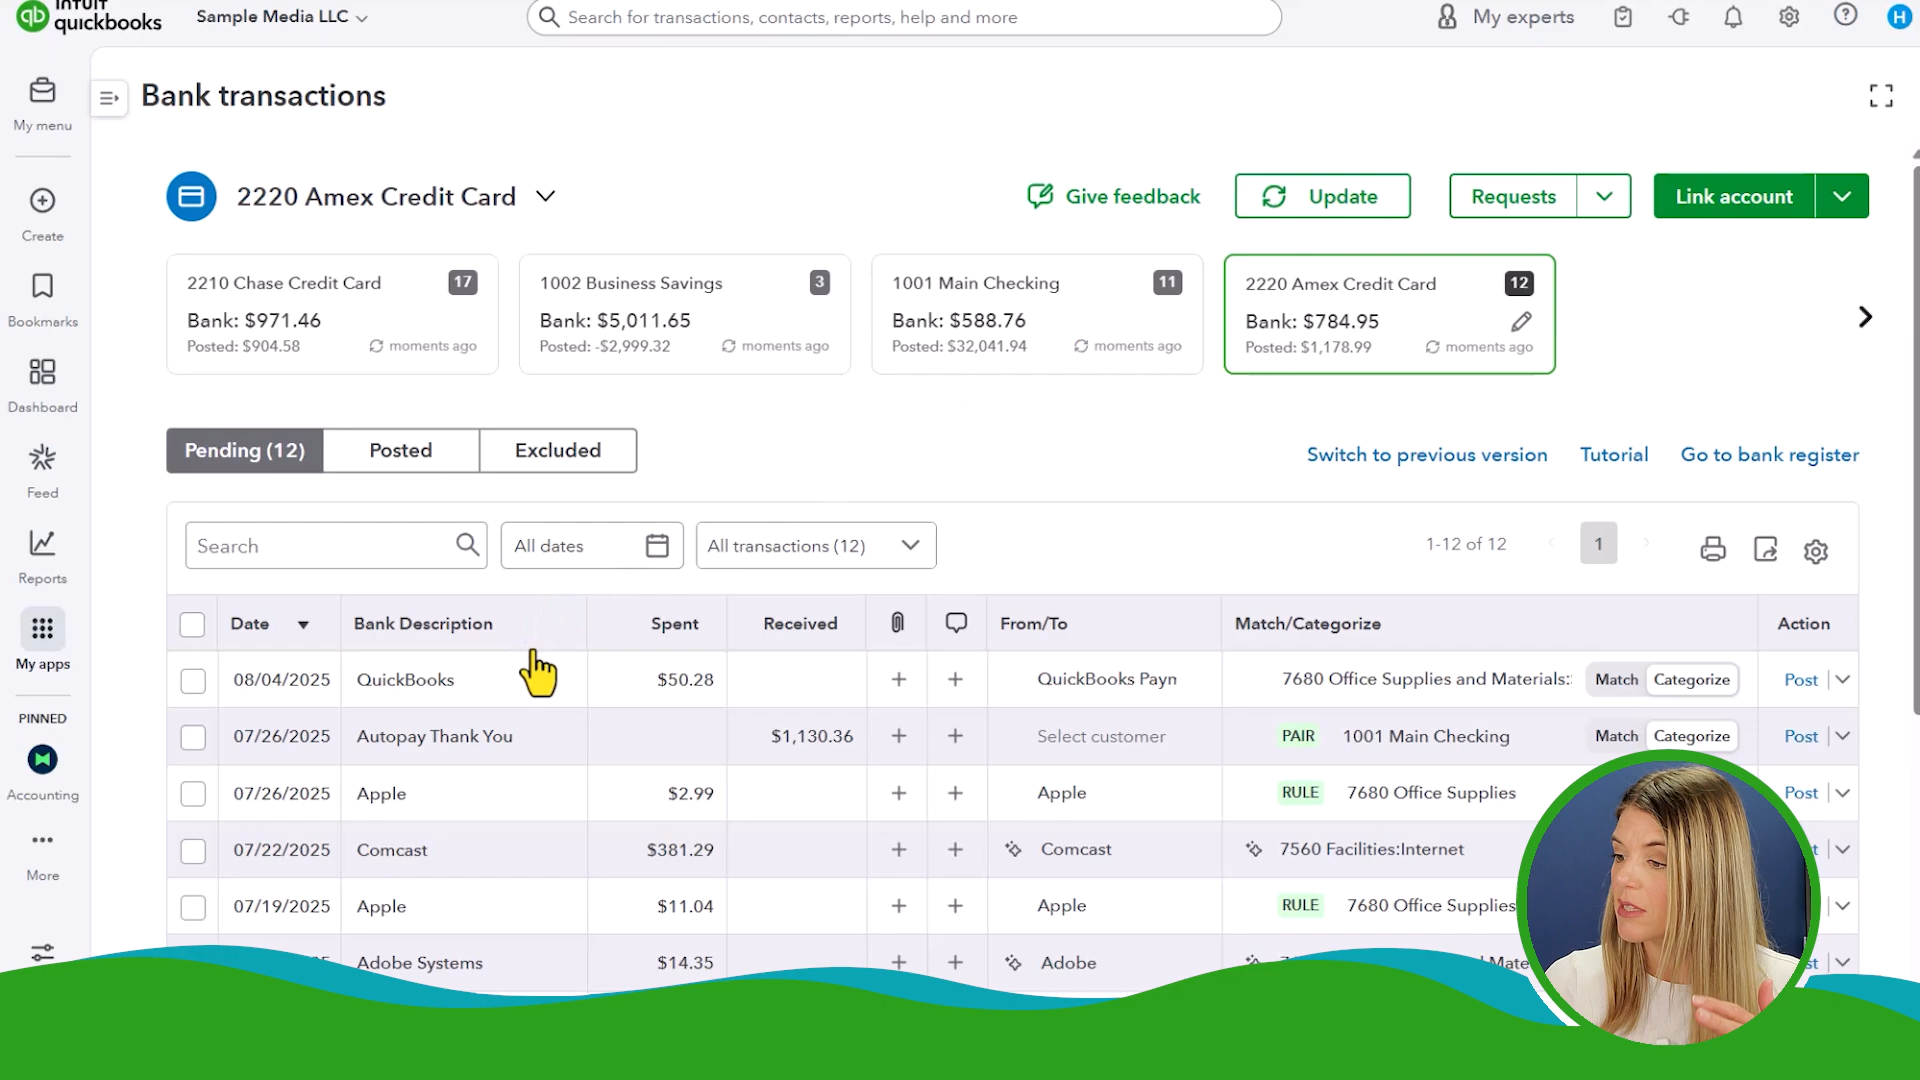 INTUIT
quickbooks
Sample Media LLC
Search for transactions, contacts, reports, help and more
My experts
H
My menu
Create
Bookmarks
Dashboard
Feed
Reports
My apps
PINNED
Accounting
More
Bank transactions
2220 Amex Credit Card
Give feedback
Update
Requests
Link account
2210 Chase Credit Card 17
Bank: $971.46
Posted: $904.58 moments ago
1002 Business Savings 3
Bank: $5,011.65
Posted: -$2,999.32 moments ago
1001 Main Checking 11
Bank: $588.76
Posted: $32,041.94 moments ago
2220 Amex Credit Card 12
Bank: $784.95
Posted: $1,178.99 moments ago
Pending (12) Posted Excluded
Switch to previous version Tutorial Go to bank register
Search All dates All transactions (12) 1-12 of 12 1
Date Bank Description Spent Received From/To Match/Categorize Action
08/04/2025 QuickBooks $50.28 + + QuickBooks Payn 7680 Office Supplies and Materials: Match Categorize Post
07/26/2025 Autopay Thank You $1,130.36 + + Select customer PAIR 1001 Main Checking Match Categorize Post
07/26/2025 Apple $2.99 + + Apple RULE 7680 Office Supplies Post
07/22/2025 Comcast $381.29 + + Comcast 7560 Facilities:Internet
07/19/2025 Apple $11.04 + + Apple RULE 7680 Office Supplies
Adobe Systems $14.35 + + Adobe